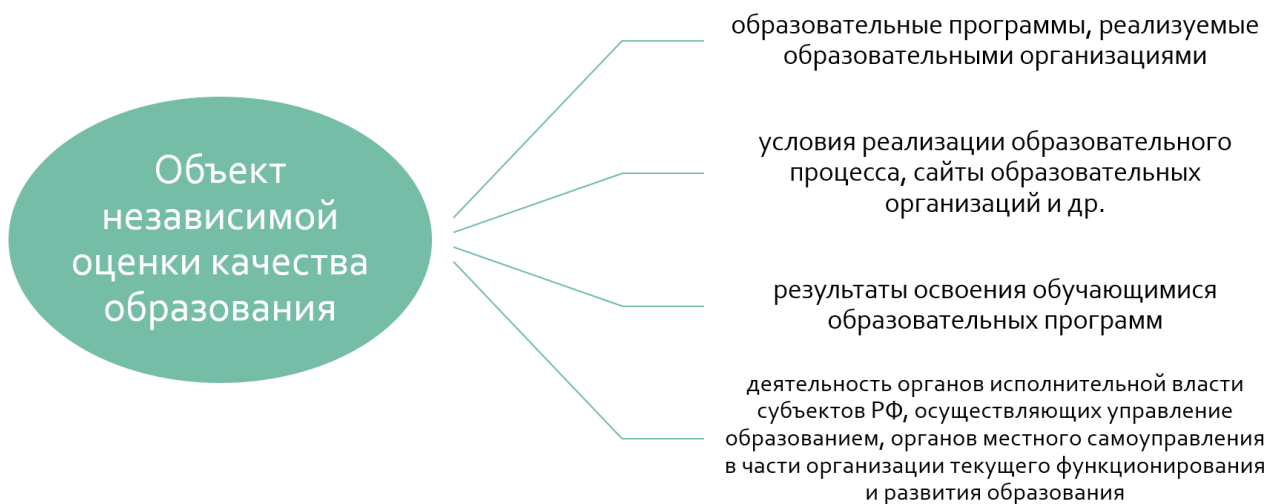 Объект
независимой
оценки качества
образования
образовательные программы, реализуемые
образовательными организациями
условия реализации образовательного
процесса, сайты образовательных
организаций и др.
результаты освоения обучающимися
образовательных программ
деятельность органов исполнительной власти
субъектов РФ, осуществляющих управление
образованием, органов местного самоуправления
в части организации текущего функционирования
и развития образования